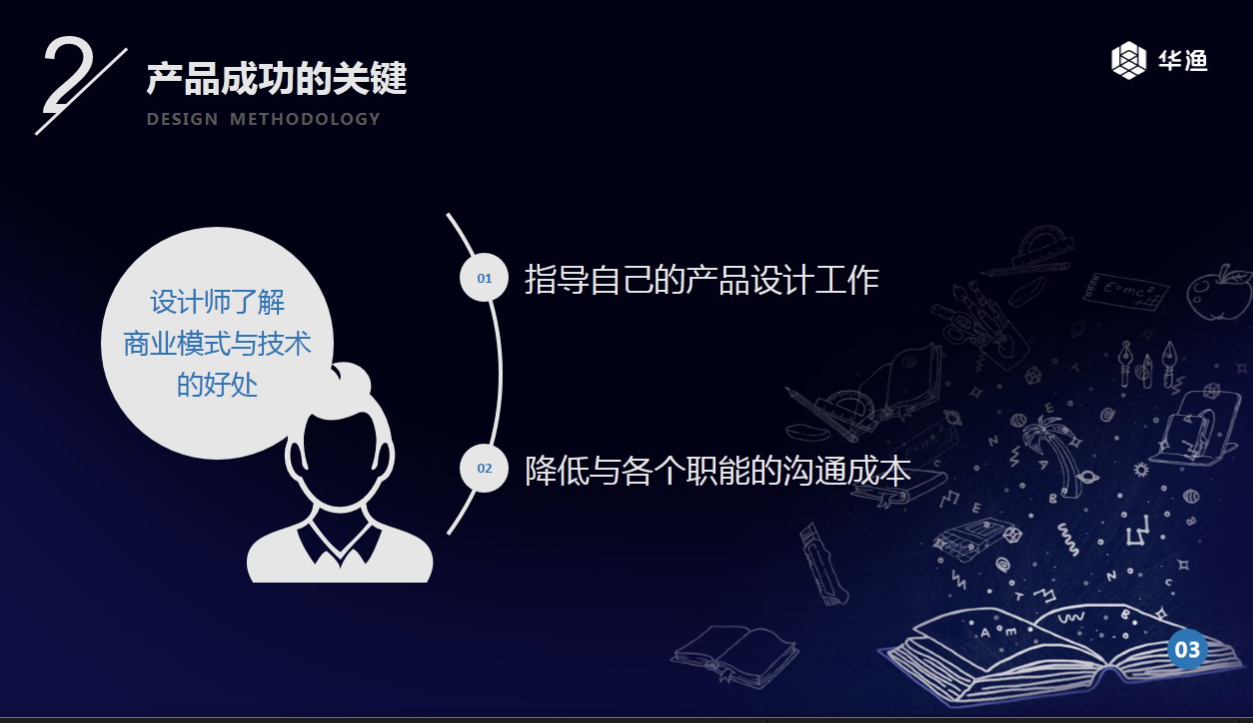 2
产品成功的关键
DESIGN METHODOLOGY
华渔
设计师了解
商业模式与技术
的好处
01
指导自己的产品设计工作
02
降低与各个职能的沟通成本
E=mc²
03